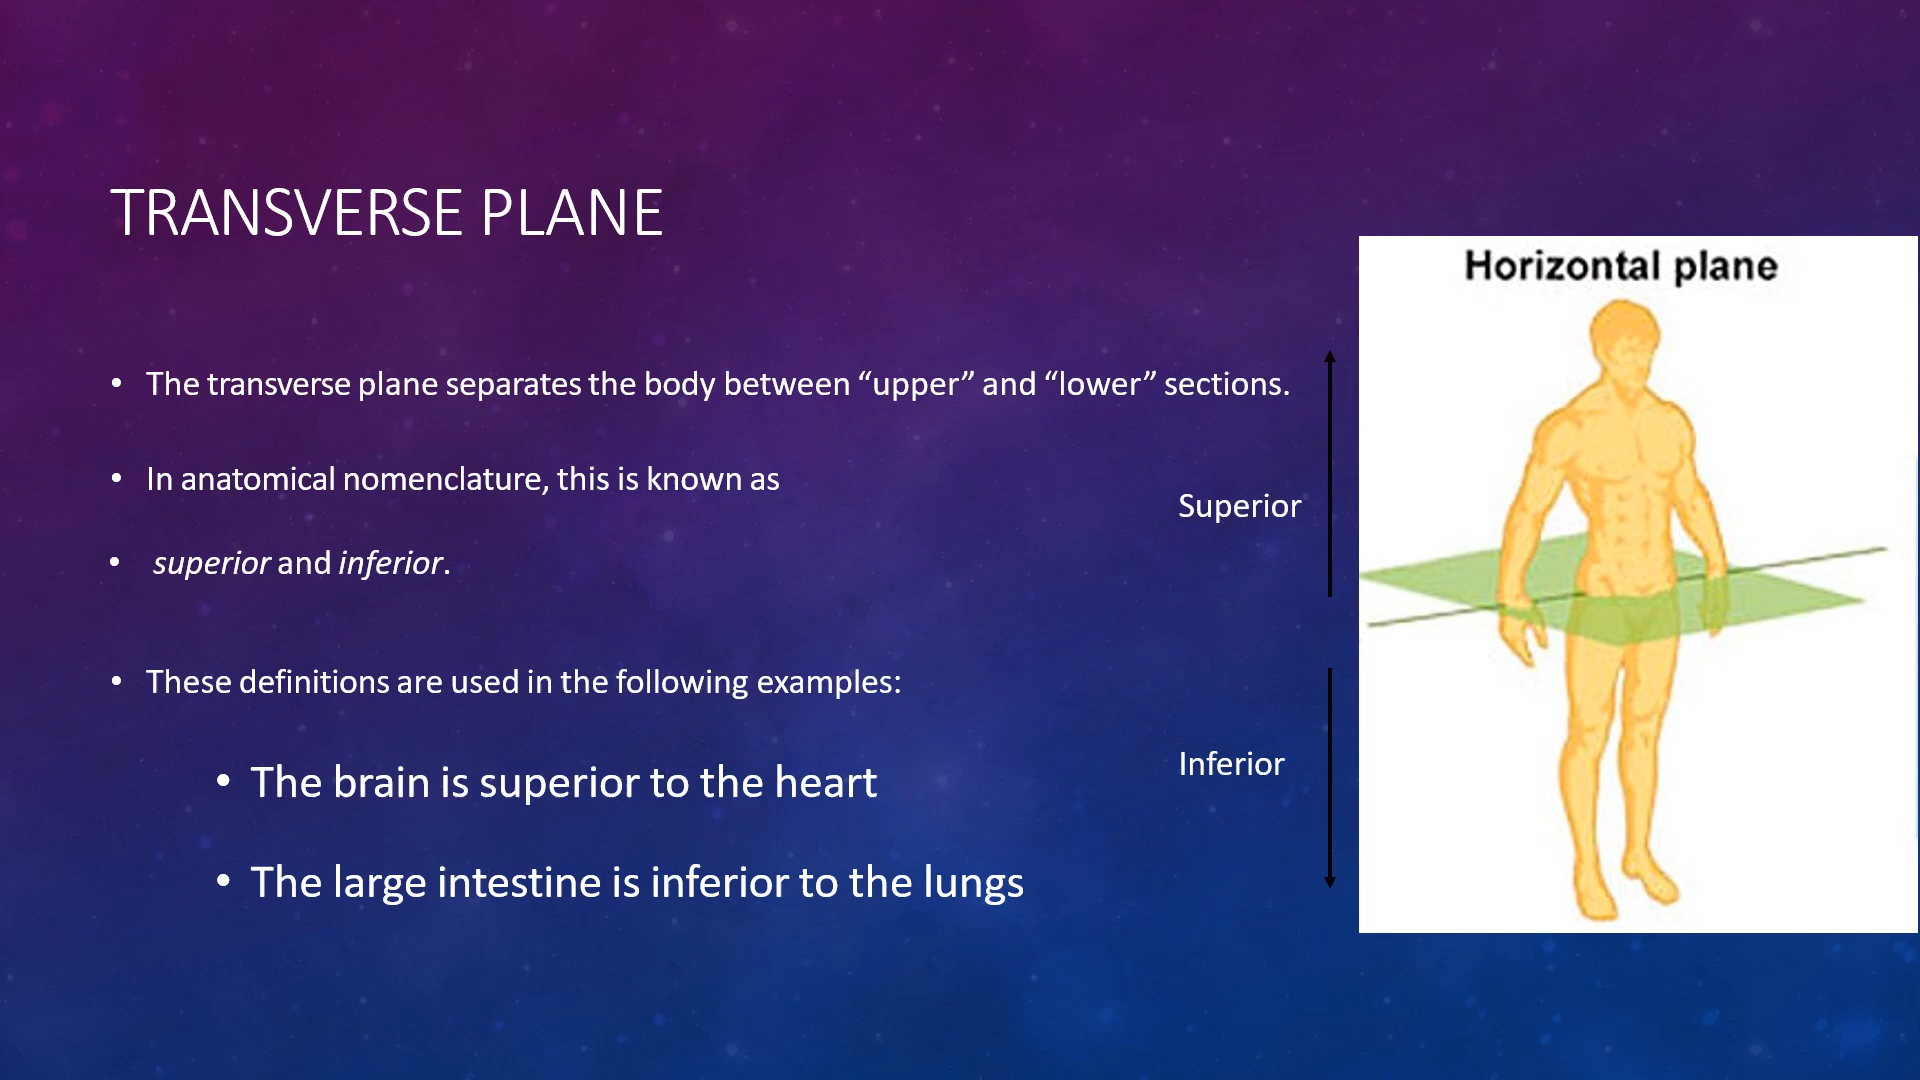 TRANSVERSE PLANE
• The transverse plane separates the body between “upper” and “lower” sections.
• In anatomical nomenclature, this is known as
• superior and inferior.
• These definitions are used in the following examples:
• The brain is superior to the heart
• The large intestine is inferior to the lungs
Superior
Inferior
Horizontal plane